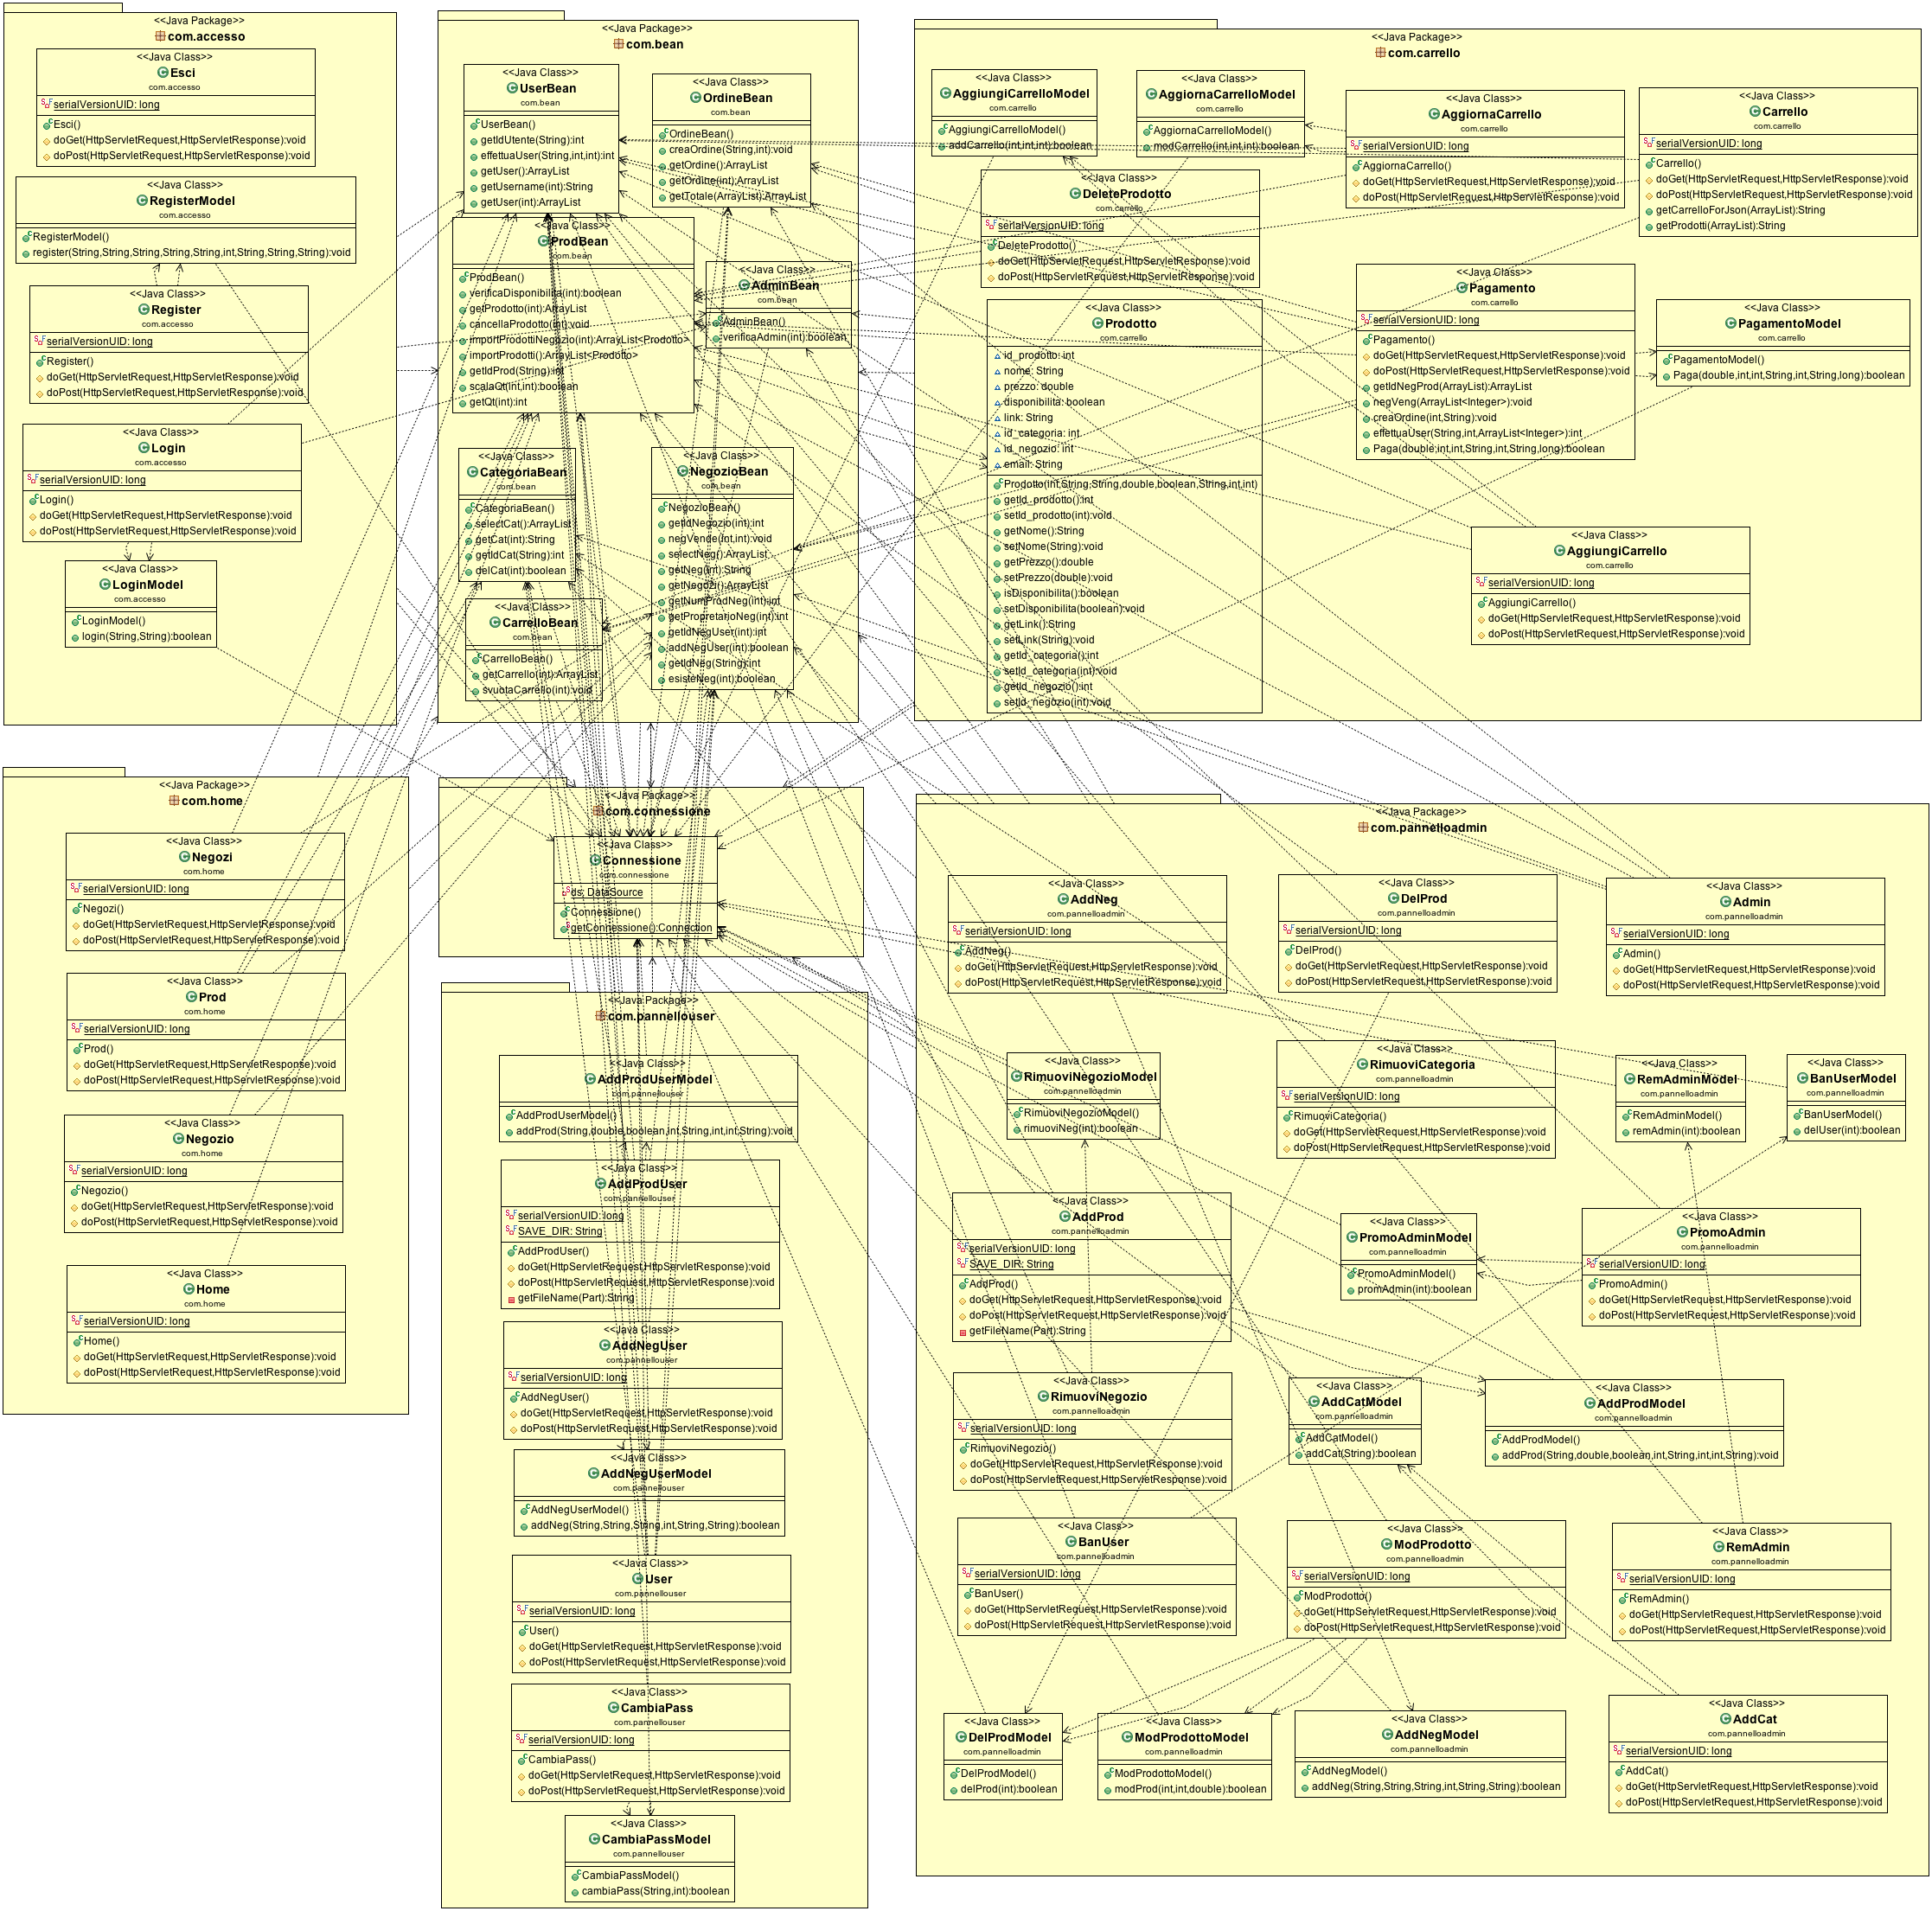 <<Java Package>>
com.accesso
<<Java Class>>
Esci
com.accesso
serialVersionUID: long
Esci()
doGet(HttpServletRequest,HttpServletResponse):void
doPost(HttpServletRequest,HttpServletResponse):void
<<Java Class>>
RegisterModel
com.accesso
RegisterModel()
register(String,String,String,String,String,int,String,String,String):void
<<Java Class>>
Register
com.accesso
serialVersionUID: long
Register()
doGet(HttpServletRequest,HttpServletResponse):void
doPost(HttpServletRequest,HttpServletResponse):void
<<Java Class>>
Login
com.accesso
serialVersionUID: long
Login()
doGet(HttpServletRequest,HttpServletResponse):void
doPost(HttpServletRequest,HttpServletResponse):void
<<Java Class>>
LoginModel
com.accesso
LoginModel()
login(String,String):boolean
<<Java Package>>
com.bean
<<Java Class>>
UserBean
com.bean
UserBean()
getIdUtente(String):int
effettuaUser(String,int,int):int
getUser():ArrayList
getUsername(int):String
getUser(int):ArrayList
<<Java Class>>
OrdineBean
com.bean
OrdineBean()
creaOrdine(String,int):void
getOrdine():ArrayList
getOrdine(int):ArrayList
getTotale(ArrayList):ArrayList
<<Java Class>>
ProdBean
com.bean
ProdBean()
verificaDisponibilita(int):boolean
getProdotto(int):ArrayList
cancellaProdotto(int):void
importProdottiNegozio(int):ArrayList<Prodotto>
importProdotti():ArrayList<Prodotto>
getIdProd(String):int
scalaQt(int,int):boolean
getQt(int):int
<<Java Class>>
AdminBean
com.bean
AdminBean()
verificaAdmin(int):boolean
<<Java Class>>
CategoriaBean
com.bean
CategoriaBean()
selectCat():ArrayList
getCat(int):String
getIdCat(String):int
delCat(int):boolean
<<Java Class>>
NegozioBean
com.bean
NegozioBean()
getIdNegozio(int):int
negVende(int,int):void
selectNeg():ArrayList
getNeg(int):String
getNegozi():ArrayList
getNumProdNeg(int):int
getProprietarioNeg(int):int
getIdNegUser(int):int
addNegUser(int):boolean
getIdNeg(String):int
esisteNeg(int):boolean
<<Java Class>>
CarrelloBean
com.bean
CarrelloBean()
getCarrello(int):ArrayList
svuotaCarrello(int):void
<<Java Package>>
com.carrello
<<Java Class>>
AggiungiCarrelloModel
com.carrello
AggiungiCarrelloModel()
addCarrello(int,int,int):boolean
<<Java Class>>
AggiornaCarrelloModel
com.carrello
AggiornaCarrelloModel()
modCarrello(int,int,int):boolean
<<Java Class>>
AggiornaCarrello
com.carrello
serialVersionUID: long
AggiornaCarrello()
doGet(HttpServletRequest,HttpServletResponse):void
doPost(HttpServletRequest,HttpServletResponse):void
<<Java Class>>
Carrello
com.carrello
serialVersionUID: long
Carrello()
doGet(HttpServletRequest,HttpServletResponse):void
doPost(HttpServletRequest,HttpServletResponse):void
getCarrelloForJson(ArrayList):String
getProdotti(ArrayList):String
<<Java Class>>
DeleteProdotto
com.carrello
serialVersionUID: long
DeleteProdotto()
doGet(HttpServletRequest,HttpServletResponse):void
doPost(HttpServletRequest,HttpServletResponse):void
<<Java Class>>
Prodotto
com.carrello
id_prodotto: int
nome: String
prezzo: double
disponibilita: boolean
link: String
id_categoria: int
id_negozio: int
email: String
Prodotto(int,String,String,double,boolean,String,int,int)
getId_prodotto():int
setId_prodotto(int):void
getNome():String
setNome(String):void
getPrezzo():double
setPrezzo(double):void
isDisponibilita():boolean
setDisponibilita(boolean):void
getLink():String
setLink(String):void
getId_categoria():int
setId_categoria(int):void
getId_negozio():int
setId_negozio(int):void
<<Java Class>>
Pagamento
com.carrello
serialVersionUID: long
Pagamento()
doGet(HttpServletRequest,HttpServletResponse):void
doPost(HttpServletRequest,HttpServletResponse):void
getIdNegProd(ArrayList):ArrayList
negVeng(ArrayList<Integer>):void
creaOrdine(int,String):void
effettuaUser(String,int,ArrayList<Integer>):int
Paga(double,int,int,String,int,String,long):boolean
<<Java Class>>
PagamentoModel
com.carrello
PagamentoModel()
Paga(double,int,int,String,int,String,long):boolean
<<Java Class>>
AggiungiCarrello
com.carrello
serialVersionUID: long
AggiungiCarrello()
doGet(HttpServletRequest,HttpServletResponse):void
doPost(HttpServletRequest,HttpServletResponse):void
<<Java Package>>
com.home
<<Java Class>>
Negozi
com.home
serialVersionUID: long
Negozi()
doGet(HttpServletRequest,HttpServletResponse):void
doPost(HttpServletRequest,HttpServletResponse):void
<<Java Class>>
Prod
com.home
serialVersionUID: long
Prod()
doGet(HttpServletRequest,HttpServletResponse):void
doPost(HttpServletRequest,HttpServletResponse):void
<<Java Class>>
Negozio
com.home
serialVersionUID: long
Negozio()
doGet(HttpServletRequest,HttpServletResponse):void
doPost(HttpServletRequest,HttpServletResponse):void
<<Java Class>>
Home
com.home
serialVersionUID: long
Home()
doGet(HttpServletRequest,HttpServletResponse):void
doPost(HttpServletRequest,HttpServletResponse):void
<<Java Package>>
com.connessione
<<Java Class>>
Connessione
com.connessione
ds: DataSource
Connessione()
getConnessione():Connection
<<Java Package>>
com.pannellouser
<<Java Class>>
AddProdUserModel
com.pannellouser
AddProdUserModel()
addProd(String,double,boolean,int,String,int,int,String):void
<<Java Class>>
AddProdUser
com.pannellouser
serialVersionUID: long
SAVE_DIR: String
AddProdUser()
doGet(HttpServletRequest,HttpServletResponse):void
doPost(HttpServletRequest,HttpServletResponse):void
getFileName(Part):String
<<Java Class>>
AddNegUser
com.pannellouser
serialVersionUID: long
AddNegUser()
doGet(HttpServletRequest,HttpServletResponse):void
doPost(HttpServletRequest,HttpServletResponse):void
<<Java Class>>
AddNegUserModel
com.pannellouser
AddNegUserModel()
addNeg(String,String,String,int,String,String):boolean
<<Java Class>>
User
com.pannellouser
serialVersionUID: long
User()
doGet(HttpServletRequest,HttpServletResponse):void
doPost(HttpServletRequest,HttpServletResponse):void
<<Java Class>>
CambiaPass
com.pannellouser
serialVersionUID: long
CambiaPass()
doGet(HttpServletRequest,HttpServletResponse):void
doPost(HttpServletRequest,HttpServletResponse):void
<<Java Class>>
CambiaPassModel
com.pannellouser
CambiaPassModel()
cambiaPass(String,int):boolean
<<Java Package>>
com.pannelloadmin
<<Java Class>>
AddNeg
com.pannelloadmin
serialVersionUID: long
AddNeg()
doGet(HttpServletRequest,HttpServletResponse):void
doPost(HttpServletRequest,HttpServletResponse):void
<<Java Class>>
DelProd
com.pannelloadmin
serialVersionUID: long
DelProd()
doGet(HttpServletRequest,HttpServletResponse):void
doPost(HttpServletRequest,HttpServletResponse):void
<<Java Class>>
Admin
com.pannelloadmin
serialVersionUID: long
Admin()
doGet(HttpServletRequest,HttpServletResponse):void
doPost(HttpServletRequest,HttpServletResponse):void
<<Java Class>>
RimuoviNegozioModel
com.pannelloadmin
RimuoviNegozioModel()
rimuoviNeg(int):boolean
<<Java Class>>
RimuoviCategoria
com.pannelloadmin
serialVersionUID: long
RimuoviCategoria()
doGet(HttpServletRequest,HttpServletResponse):void
doPost(HttpServletRequest,HttpServletResponse):void
<<Java Class>>
RemAdminModel
com.pannelloadmin
RemAdminModel()
remAdmin(int):boolean
<<Java Class>>
BanUserModel
com.pannelloadmin
BanUserModel()
delUser(int):boolean
<<Java Class>>
AddProd
com.pannelloadmin
serialVersionUID: long
SAVE_DIR: String
AddProd()
doGet(HttpServletRequest,HttpServletResponse):void
doPost(HttpServletRequest,HttpServletResponse):void
getFileName(Part):String
<<Java Class>>
PromoAdminModel
com.pannelloadmin
PromoAdminModel()
promAdmin(int):boolean
<<Java Class>>
PromoAdmin
com.pannelloadmin
serialVersionUID: long
PromoAdmin()
doGet(HttpServletRequest,HttpServletResponse):void
doPost(HttpServletRequest,HttpServletResponse):void
<<Java Class>>
RimuoviNegozio
com.pannelloadmin
serialVersionUID: long
RimuoviNegozio()
doGet(HttpServletRequest,HttpServletResponse):void
doPost(HttpServletRequest,HttpServletResponse):void
<<Java Class>>
AddCatModel
com.pannelloadmin
AddCatModel()
addCat(String):boolean
<<Java Class>>
AddProdModel
com.pannelloadmin
AddProdModel()
addProd(String,double,boolean,int,String,int,int,String):void
<<Java Class>>
BanUser
com.pannelloadmin
serialVersionUID: long
BanUser()
doGet(HttpServletRequest,HttpServletResponse):void
doPost(HttpServletRequest,HttpServletResponse):void
<<Java Class>>
ModProdotto
com.pannelloadmin
serialVersionUID: long
ModProdotto()
doGet(HttpServletRequest,HttpServletResponse):void
doPost(HttpServletRequest,HttpServletResponse):void
<<Java Class>>
RemAdmin
com.pannelloadmin
serialVersionUID: long
RemAdmin()
doGet(HttpServletRequest,HttpServletResponse):void
doPost(HttpServletRequest,HttpServletResponse):void
<<Java Class>>
DelProdModel
com.pannelloadmin
DelProdModel()
delProd(int):boolean
<<Java Class>>
ModProdottoModel
com.pannelloadmin
ModProdottoModel()
modProd(int,int,double):boolean
<<Java Class>>
AddNegModel
com.pannelloadmin
AddNegModel()
addNeg(String,String,String,int,String,String):boolean
<<Java Class>>
AddCat
com.pannelloadmin
serialVersionUID: long
AddCat()
doGet(HttpServletRequest,HttpServletResponse):void
doPost(HttpServletRequest,HttpServletResponse):void